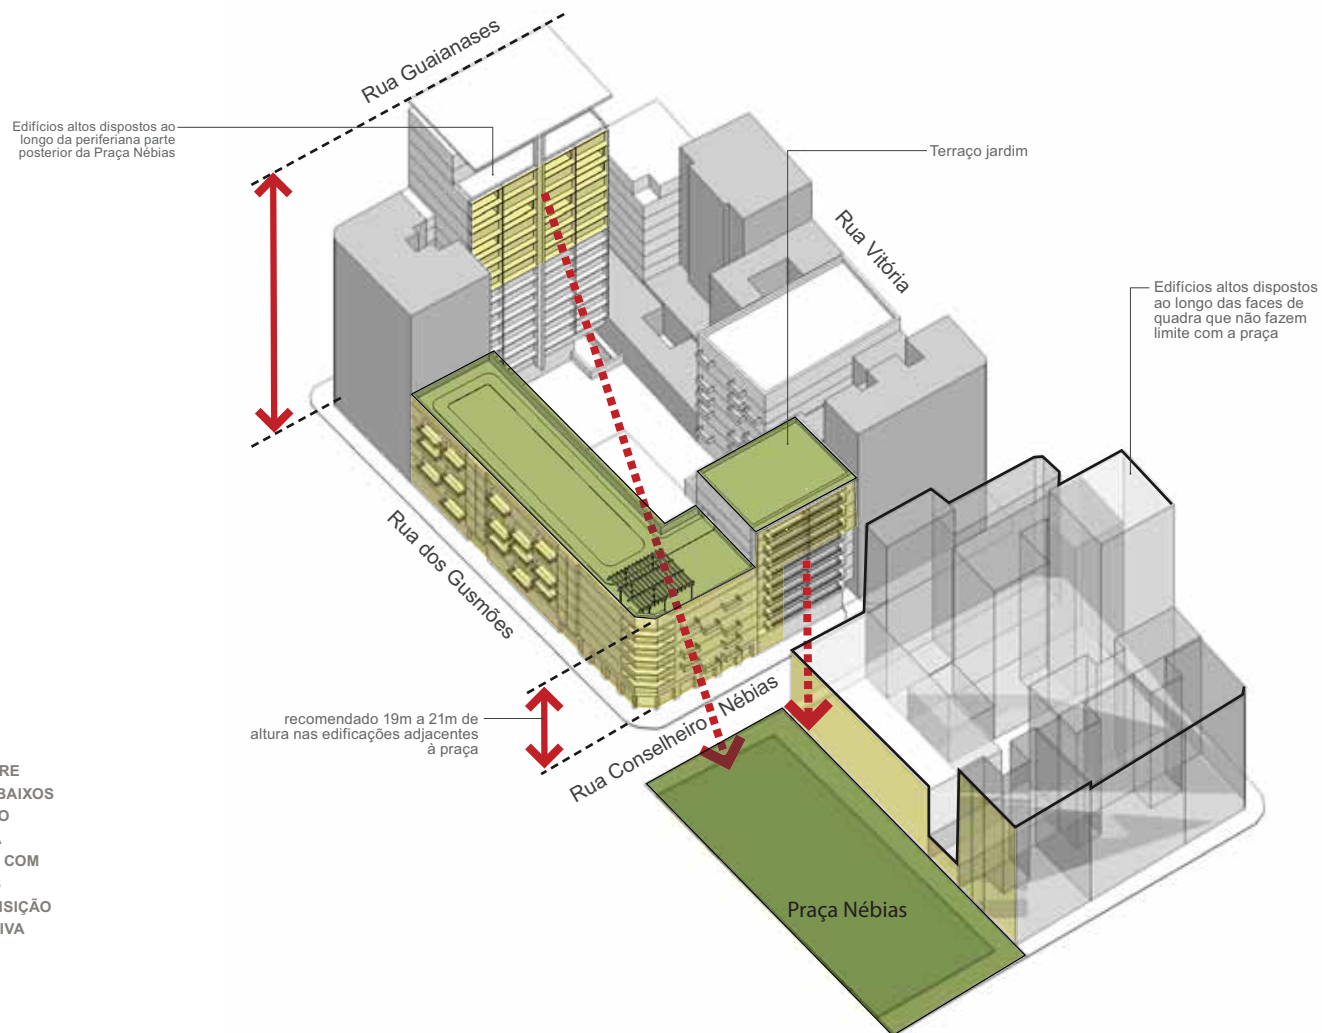 Rua Guaianases
Edifícios altos dispostos ao
longo da periferiana parte
posterior da Praça Nébias
Terraço jardim
Rua Vitória
Edifícios altos dispostos
ao longo das faces de
quadra que não fazem
limite com a praça
Rua dos Gusmões
recomendado 19m a 21m de
altura nas edificações adjacentes
à praça
Rua Conselheiro Nébias
Praça Nébias
RE
BAIXOS
O
COM
ISIÇÃO
IVA